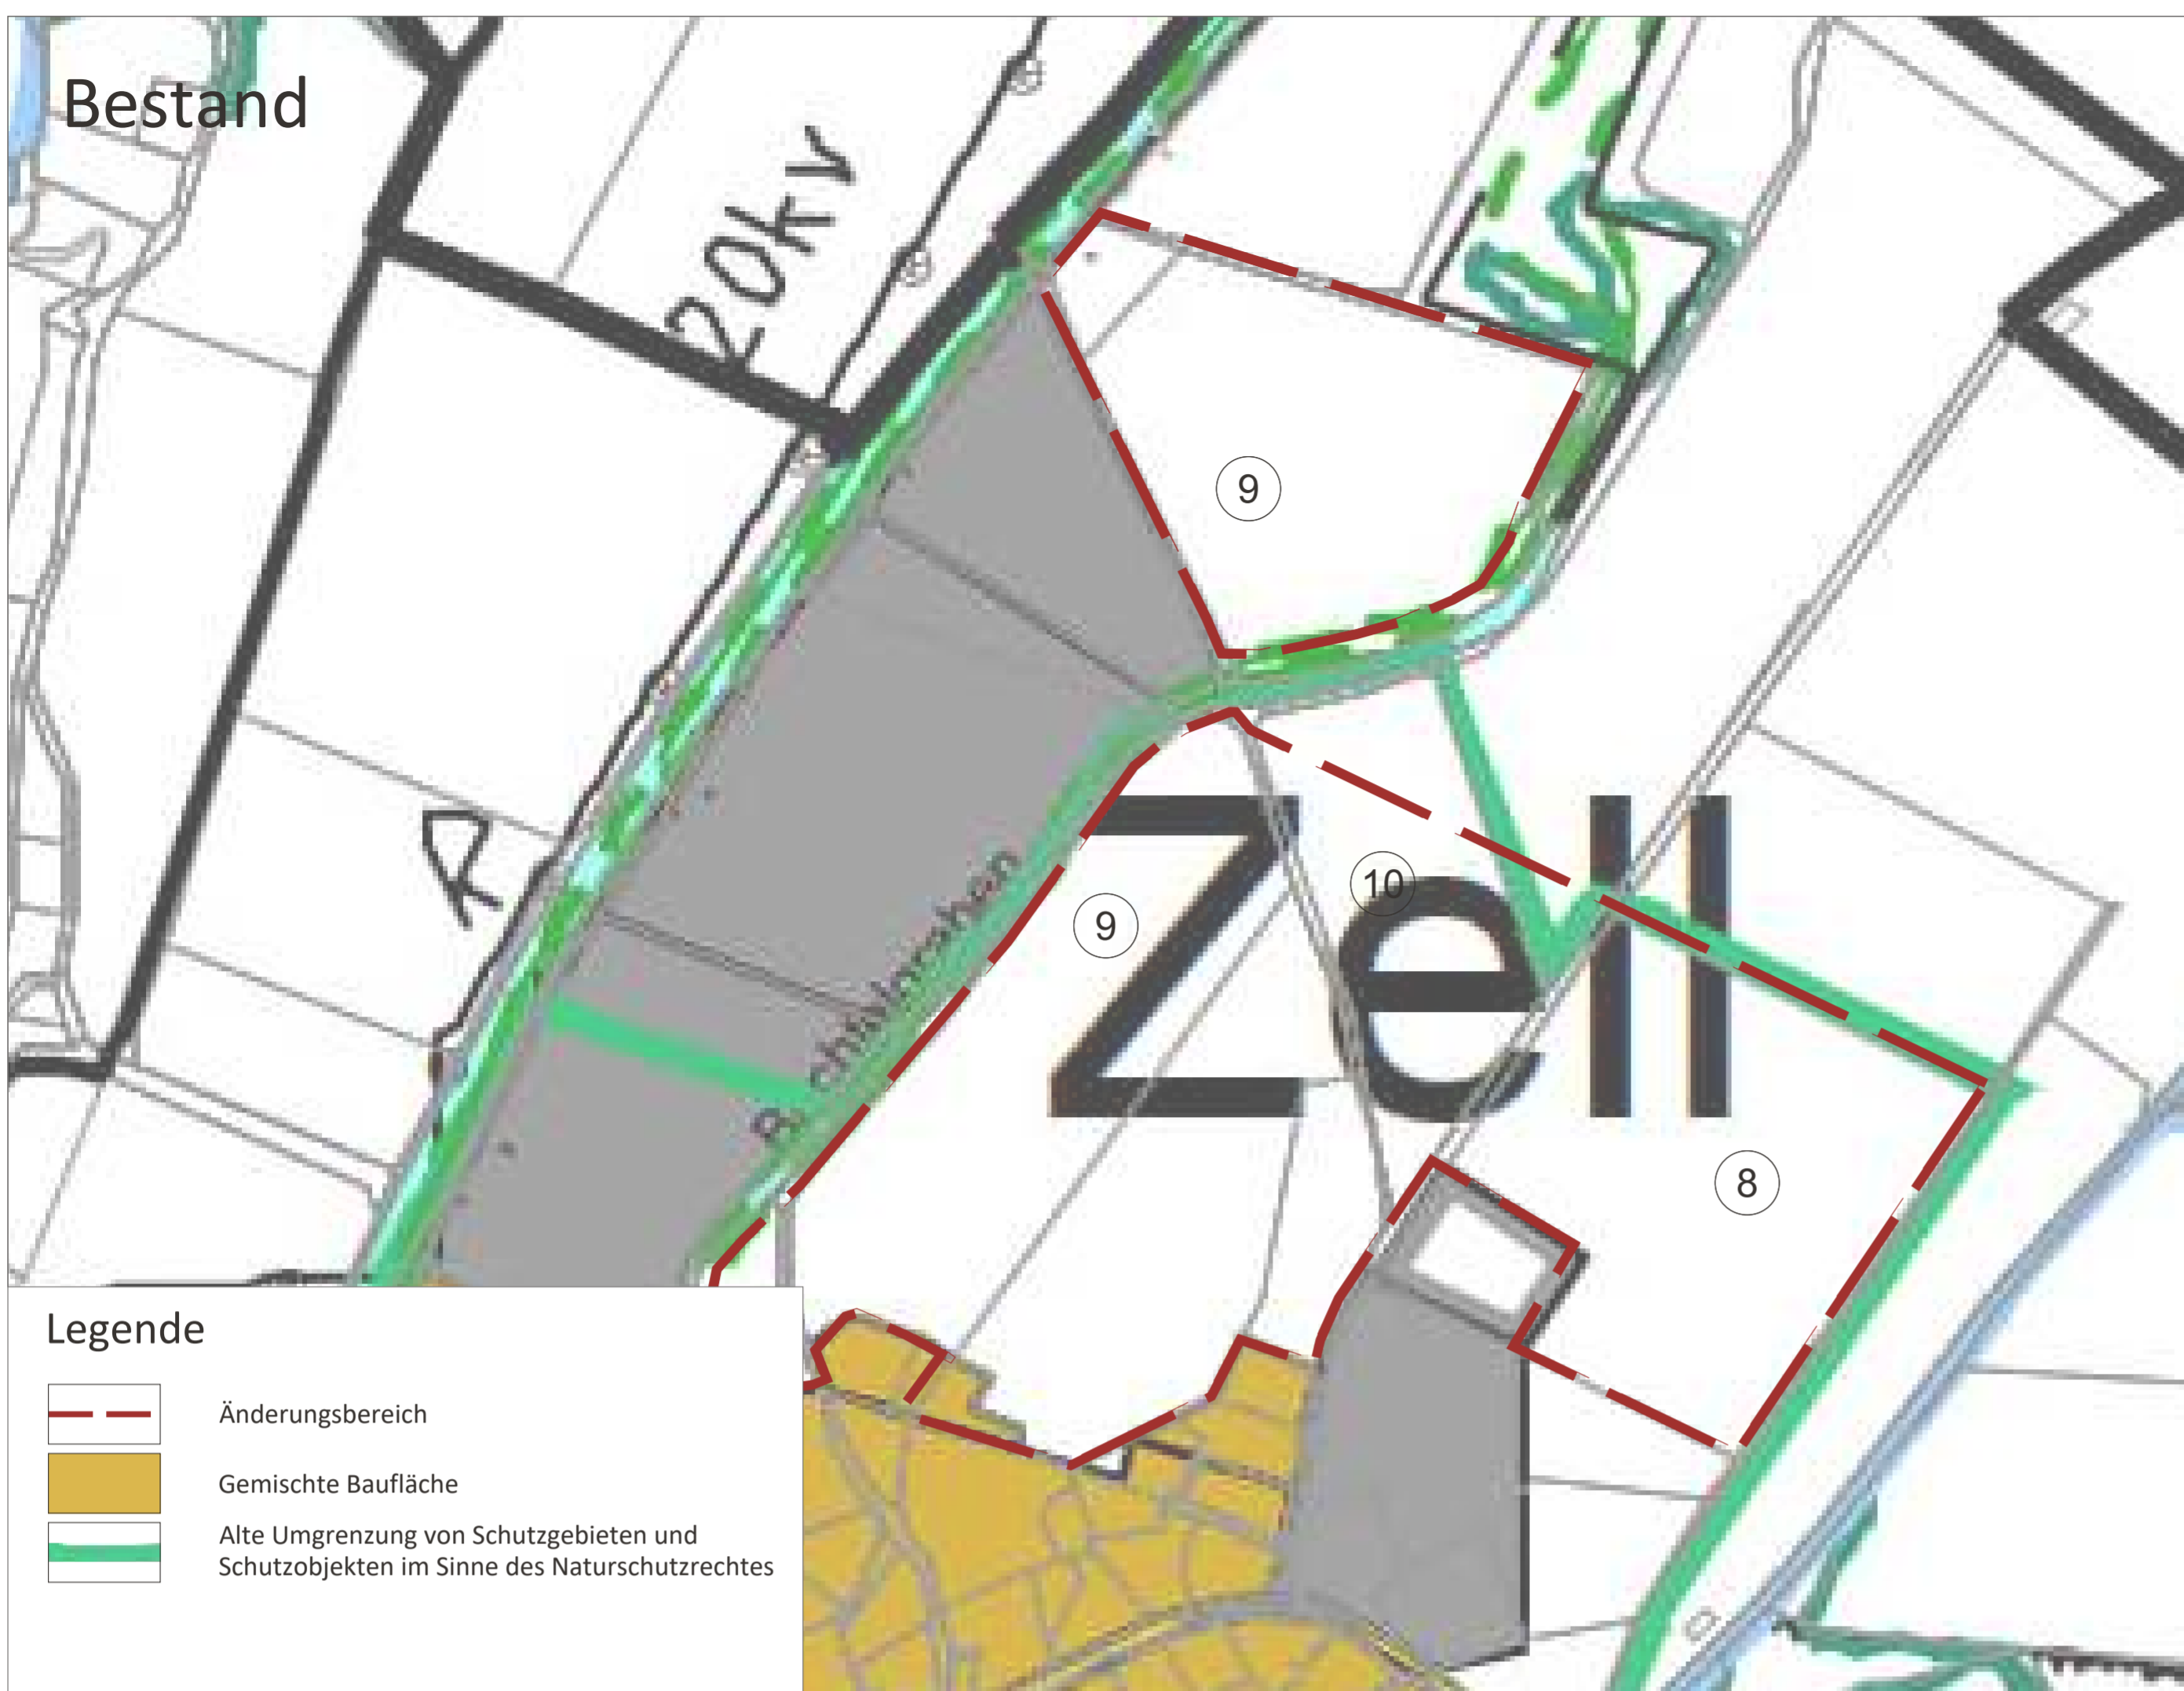 Bestand
20kV
9
Zell
10
9
8
Legende
Änderungsbereich
Gemischte Baufläche
Alte Umgrenzung von Schutzgebieten und
Schutzobjekten im Sinne des Naturschutzrechtes